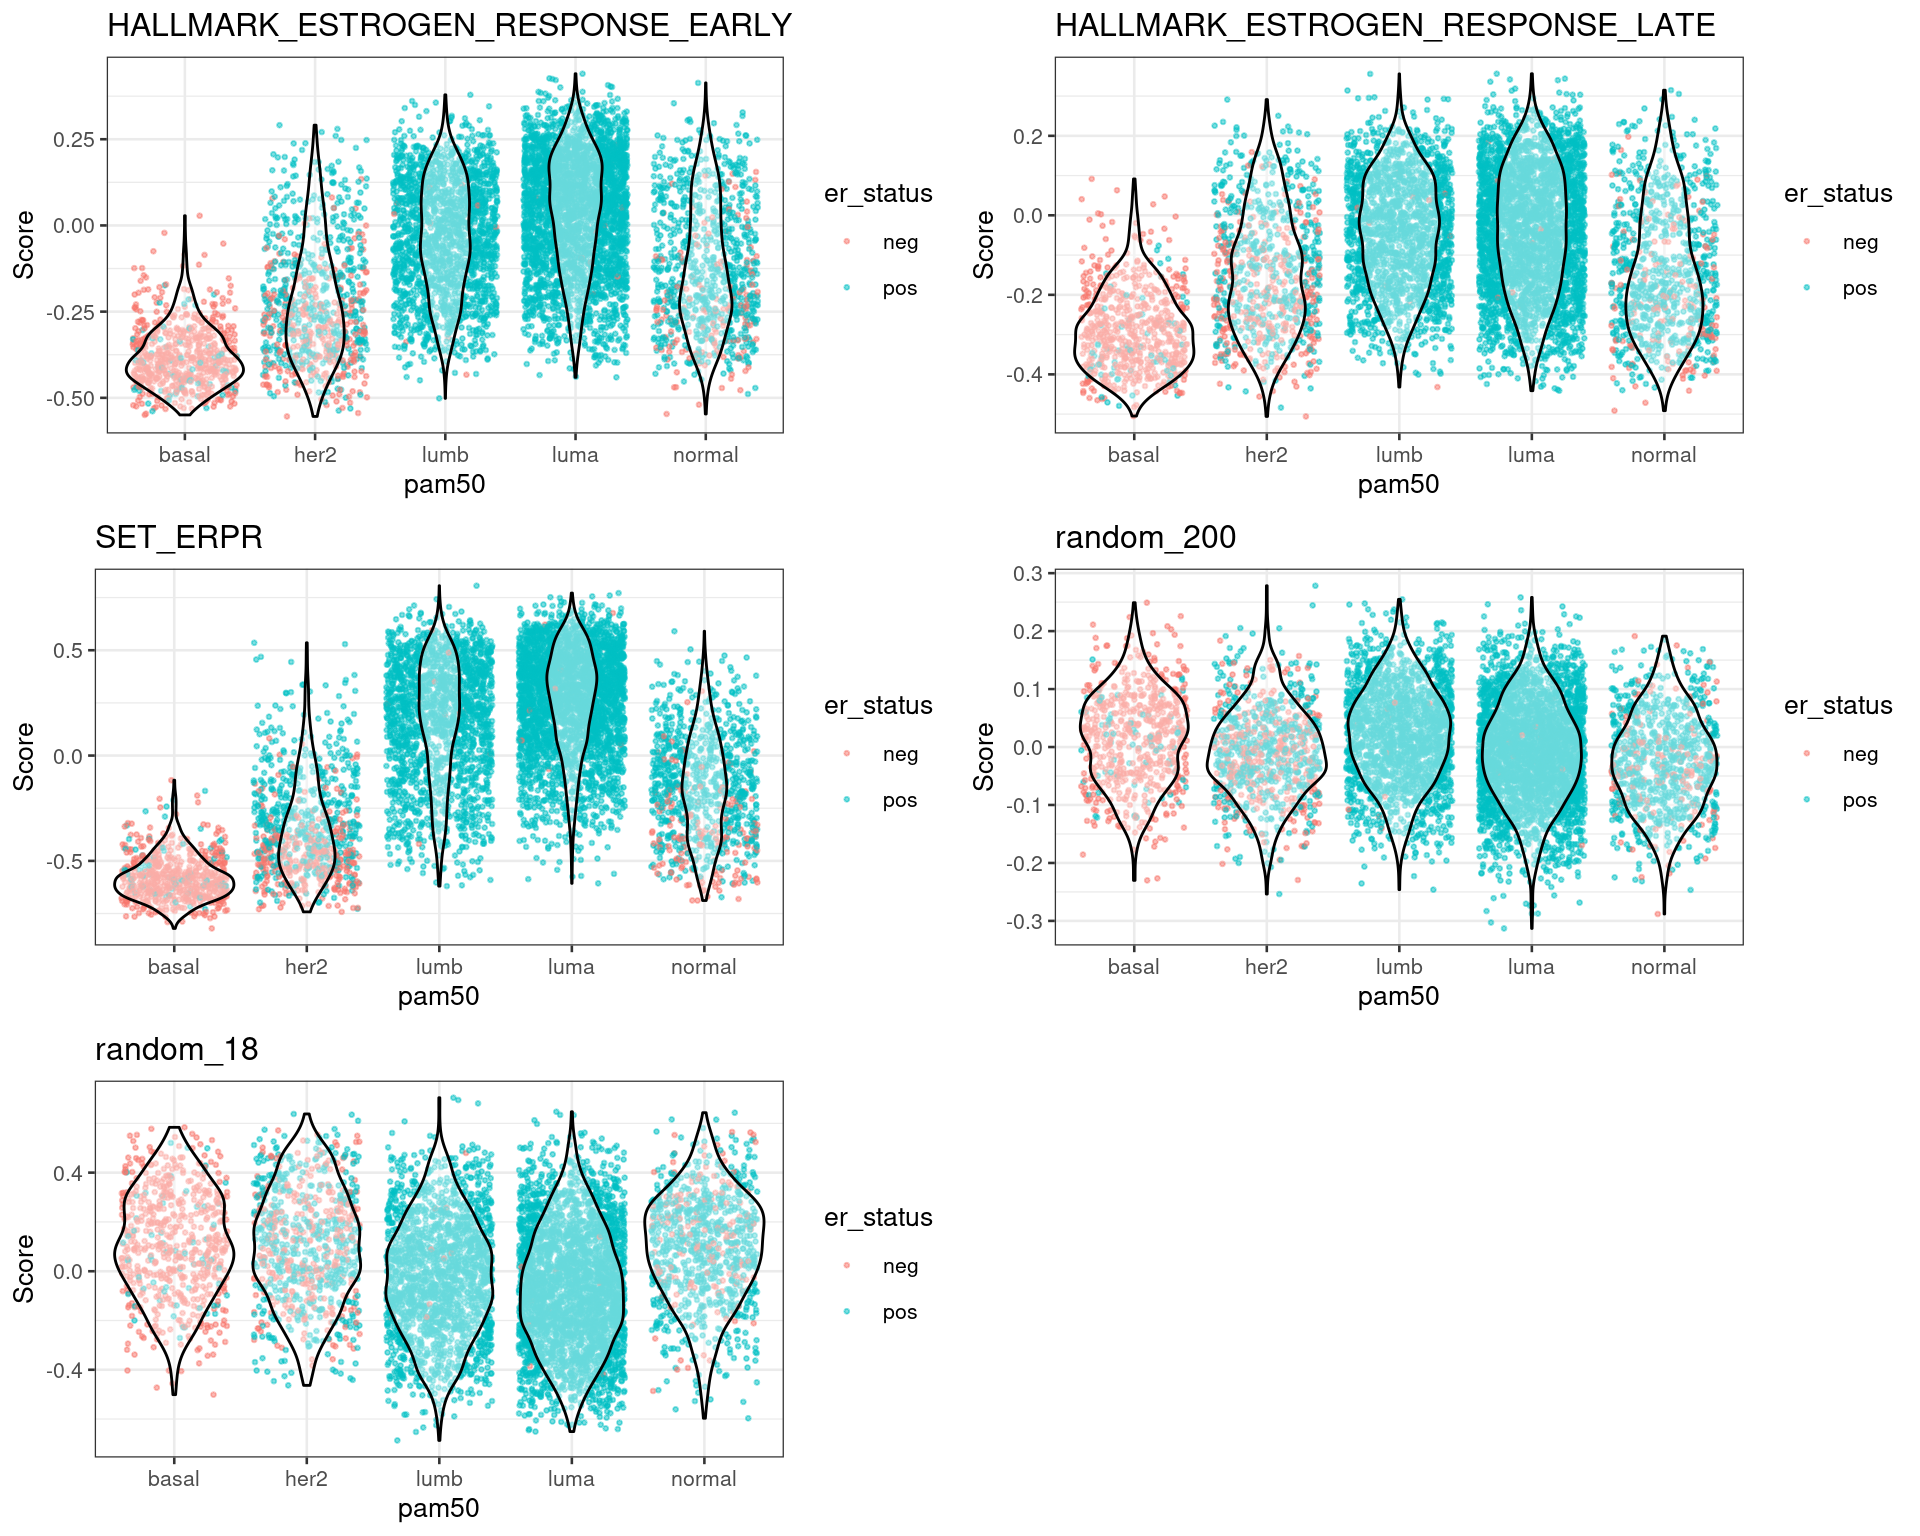 HALLMARK_ESTROGEN_RESPONSE_EARLY
Score
0.25
0.00
-0.25
-0.50
basal her2 lumb luma normal
pam50
er_status
neg
pos
HALLMARK_ESTROGEN_RESPONSE_LATE
Score
0.2
0.0
-0.2
-0.4
basal her2 lumb luma normal
pam50
er_status
neg
pos
SET_ERPR
Score
0.5
0.0
-0.5
basal her2 lumb luma normal
pam50
er_status
neg
pos
random_200
Score
0.3
0.2
0.1
0.0
-0.1
-0.2
-0.3
basal her2 lumb luma normal
pam50
er_status
neg
pos
random_18
Score
0.4
0.0
-0.4
basal her2 lumb luma normal
pam50
er_status
neg
pos